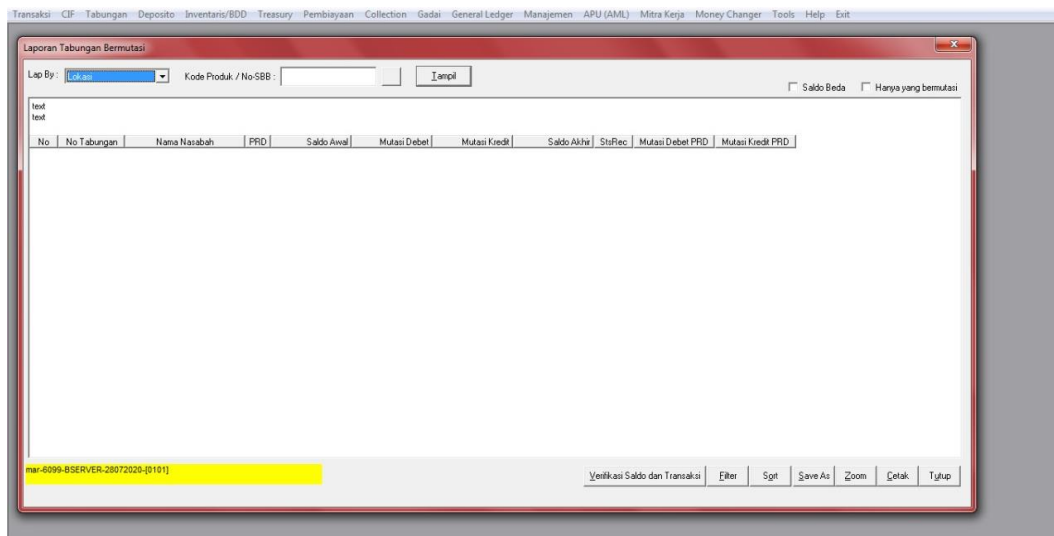 Transaksi CIF Tabungan Deposito Inventaris/BDD Treasury Pembiayaan Collection Gadai General Ledger Manajemen APU (AML) Mitra Kerja Money Changer Tools Help Exit
Laporan Tabungan Bermutasi
Lap By : Lokasi Kode Produk / No-SBB : Tampil
Saldo Beda Hanya yang bermutasi
text
text
No No Tabungan Nama Nasabah PRD Saldo Awal Mutasi Debet Mutasi Kredit Saldo Akhir StsRec Mutasi Debet PRD Mutasi Kredit PRD
mar-6099-BSERVER-28072020-[0101]
Verifikasi Saldo dan Transaksi Filter Sort Save As Zoom Cetak Tutup